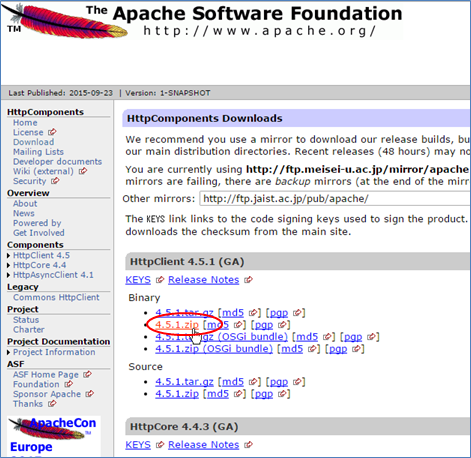 The Apache Software Foundation
http://www.apache.org/
TM
Last Published: 2015-09-23 | Version: 1-SNAPSHOT
HttpComponents
Home
License
Download
Mailing Lists
Developer documents
Wiki (external)
Security
Overview
About
News
Powered by
Get Involved
Components
HttpClient 4.5
HttpCore 4.4
HttpAsyncClient 4.1
Legacy
Commons HttpClient
Project
Status
Charter
Project Documentation
Project Information
ASF
ASF Home Page
Foundation
Sponsor Apache
Thanks
ApacheCon
Europe
HttpComponents Downloads
We recommend you use a mirror to download our release builds, bu
our main distribution directories. Recent releases (48 hours) may no
You are currently using http://ftp.meisei-u.ac.jp/mirror/apache
mirrors are failing, there are backup mirrors (at the end of the mirr
Other mirrors: http://ftp.jaist.ac.jp/pub/apache/
The KEYS link links to the code signing keys used to sign the product.
downloads the checksum from the main site.
HttpClient 4.5.1 (GA)
KEYS Release Notes
Binary
4.5.1.tar.gz [md5] [pgp]
4.5.1.zip [md5] [pgp]
4.5.1.tar.gz (OSGi bundle) [md5] [pgp]
4.5.1.zip (OSGi bundle) [md5] [pgp]
Source
4.5.1.tar.gz [md5] [pgp]
4.5.1.zip [md5] [pgp]
HttpCore 4.4.3 (GA)
KEYS Release Notes